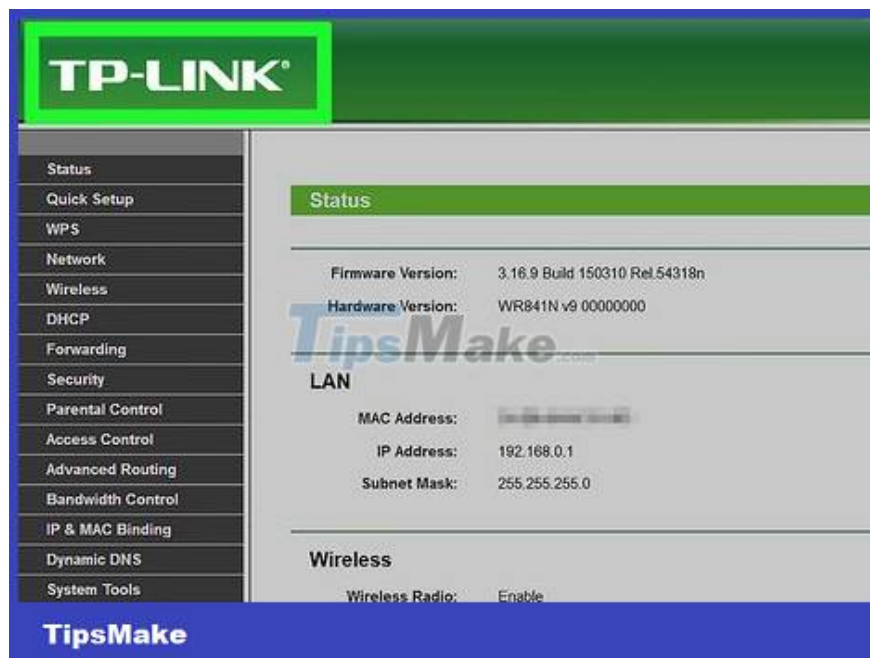 TP-LINK®
Status
Quick Setup
WPS
Network
Wireless
DHCP
Forwarding
Security
Parental Control
Access Control
Advanced Routing
Bandwidth Control
IP & MAC Binding
Dynamic DNS
System Tools
Status
Firmware Version: 3.16.9 Build 150310 Rel.54318n
Hardware Version: WR841N v9 00000000
TipsMake.com
LAN
MAC Address:
IP Address: 192.168.0.1
Subnet Mask: 255.255.255.0
Wireless
Wireless Radio: Enable
TipsMake